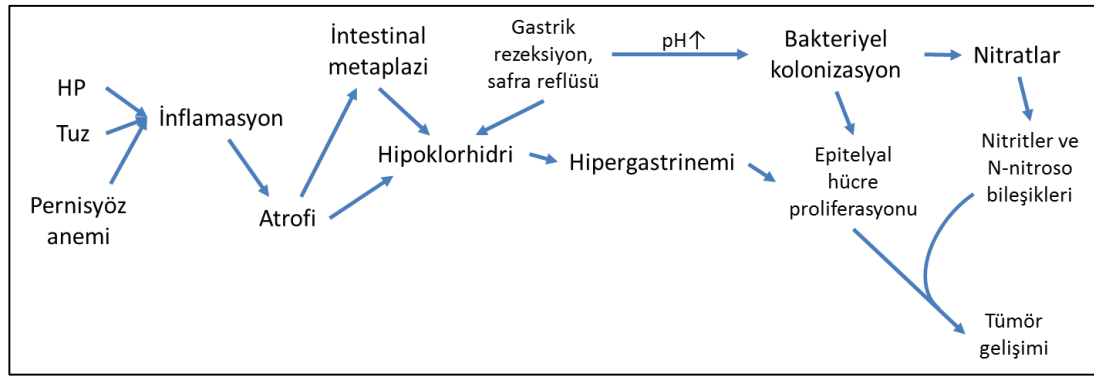 HP
Tuz
Pernisyöz
anemi
İnflamasyon
Atrofi
İntestinal
metaplazi
Hipoklorhidri
Gastrik
rezeksiyon,
safra reflüsü
pH↑
Hipergastrinemi
Bakteriyel
kolonizasyon
Epitelyal
hücre
proliferasyonu
Nitratlar
Nitritler ve
N-nitroso
bileşikleri
Tümör
gelişimi